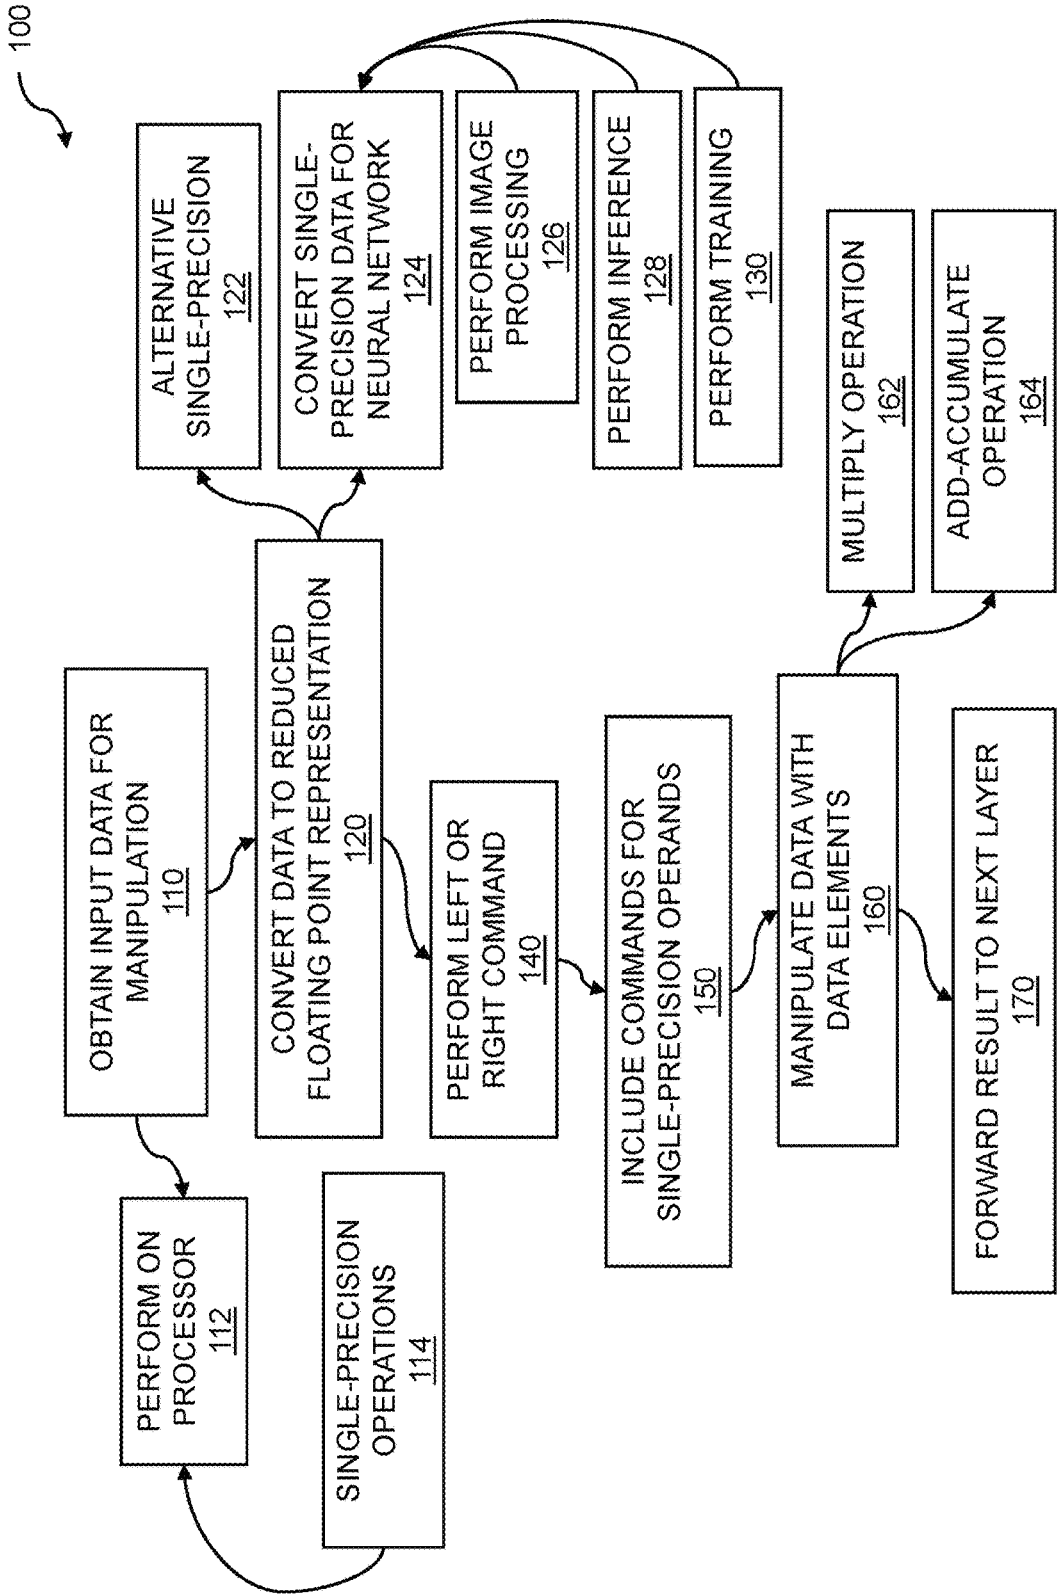 100
OBTAIN INPUT DATA FOR
MANIPULATION
110
PERFORM ON
PROCESSOR
112
SINGLE-PRECISION
OPERATIONS
114
CONVERT DATA TO REDUCED
FLOATING POINT REPRESENTATION
120
ALTERNATIVE
SINGLE-PRECISION
122
CONVERT SINGLE-
PRECISION DATA FOR
NEURAL NETWORK
124
PERFORM IMAGE
PROCESSING
126
PERFORM INFERENCE
128
PERFORM TRAINING
130
PERFORM LEFT OR
RIGHT COMMAND
140
INCLUDE COMMANDS FOR
SINGLE-PRECISION OPERANDS
150
MANIPULATE DATA WITH
DATA ELEMENTS
160
MULTIPLY OPERATION
162
ADD-ACCUMULATE
OPERATION
164
FORWARD RESULT TO NEXT LAYER
170